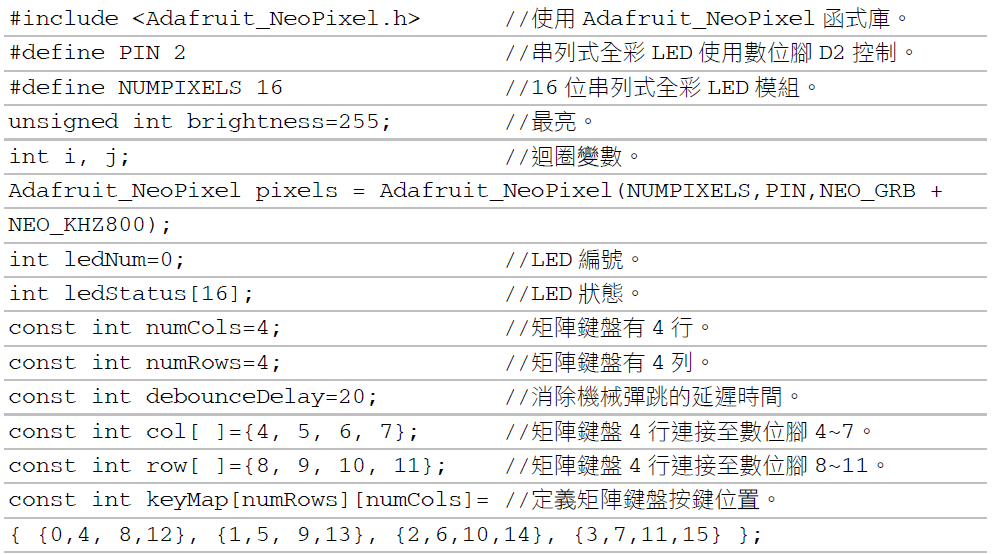 #include <Adafruit_NeoPixel.h> //使用 Adafruit_NeoPixel 函式庫。
#define PIN 2 //串列式全彩 LED 使用數位腳 D2 控制。
#define NUMPIXELS 16 //16 位串列式全彩 LED 模組。
unsigned int brightness=255; //最亮。
int i, j; //迴圈變數。
Adafruit_NeoPixel pixels = Adafruit_NeoPixel(NUMPIXELS,PIN,NEO_GRB +
NEO_KHZ800);
int ledNum=0; //LED 編號。
int ledStatus[16]; //LED 狀態。
const int numCols=4; //矩陣鍵盤有 4 行。
const int numRows=4; //矩陣鍵盤有 4 列。
const int debounceDelay=20; //消除機械彈跳的延遲時間。
const int col[ ]={4, 5, 6, 7}; //矩陣鍵盤 4 行連接至數位腳 4~7。
const int row[ ]={8, 9, 10, 11}; //矩陣鍵盤 4 行連接至數位腳 8~11。
const int keyMap[numRows][numCols]= //定義矩陣鍵盤按鍵位置。
{ {0,4, 8,12}, {1,5, 9,13}, {2,6,10,14}, {3,7,11,15} };